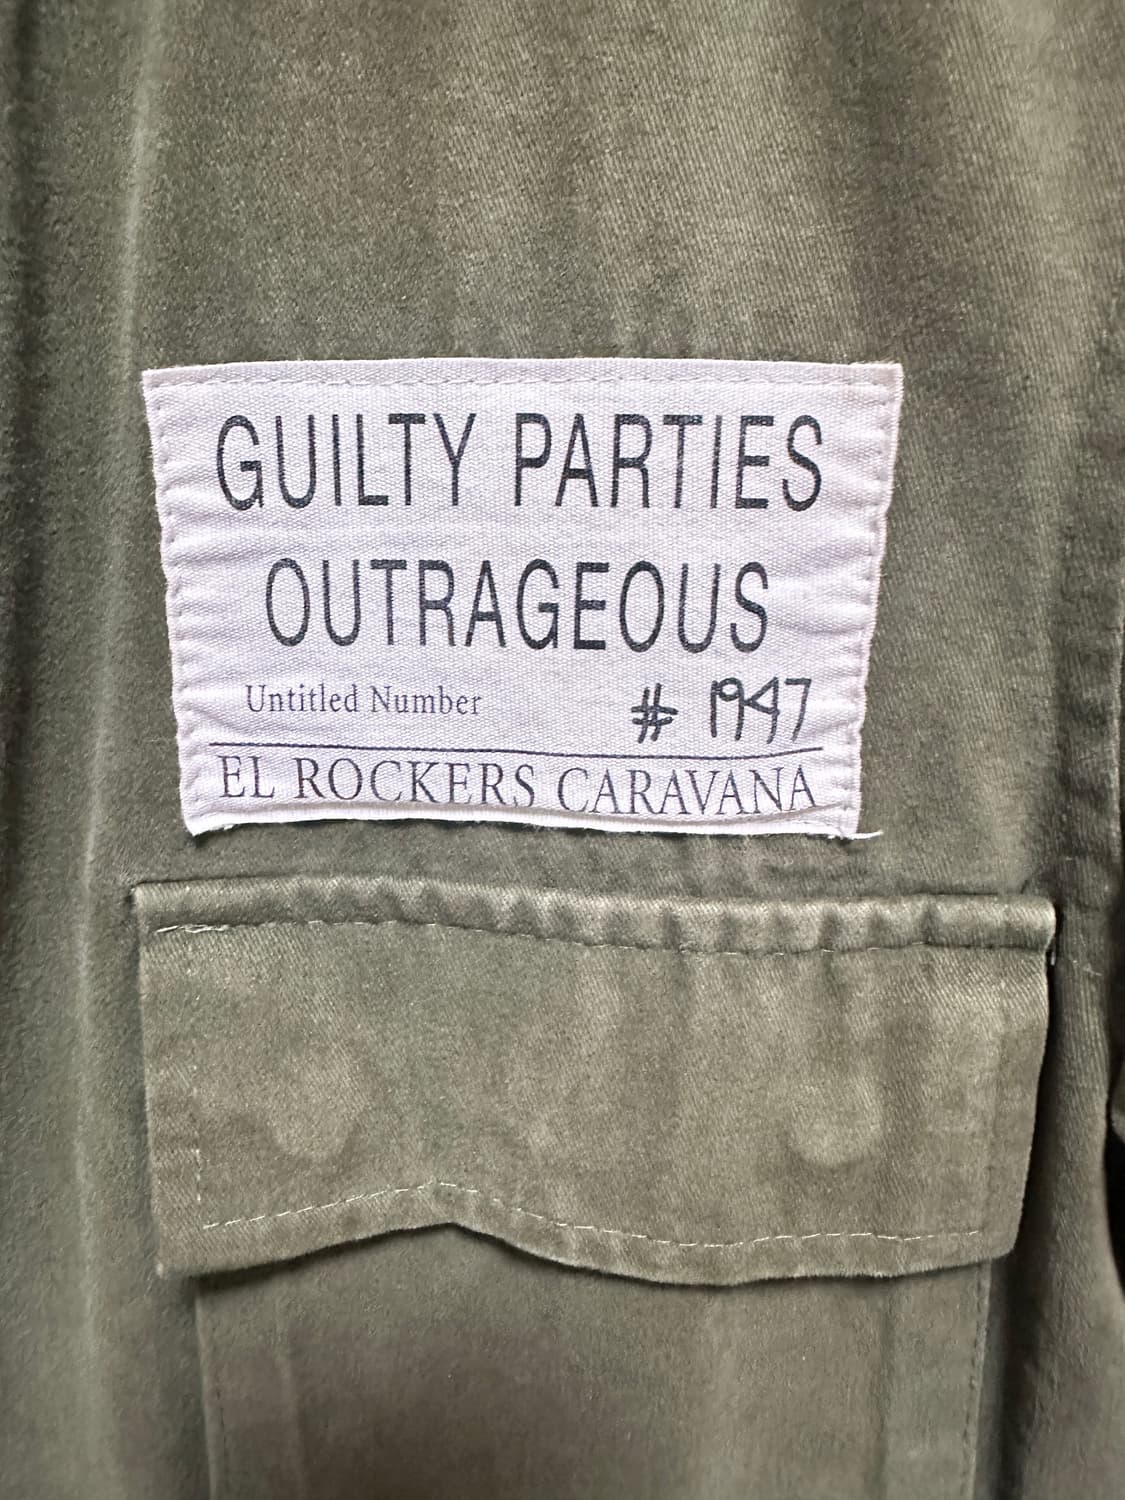 GUILTY PARTIES
OUTRAGEOUS
Untitled Number # 1947
EL ROCKERS CARAVANA